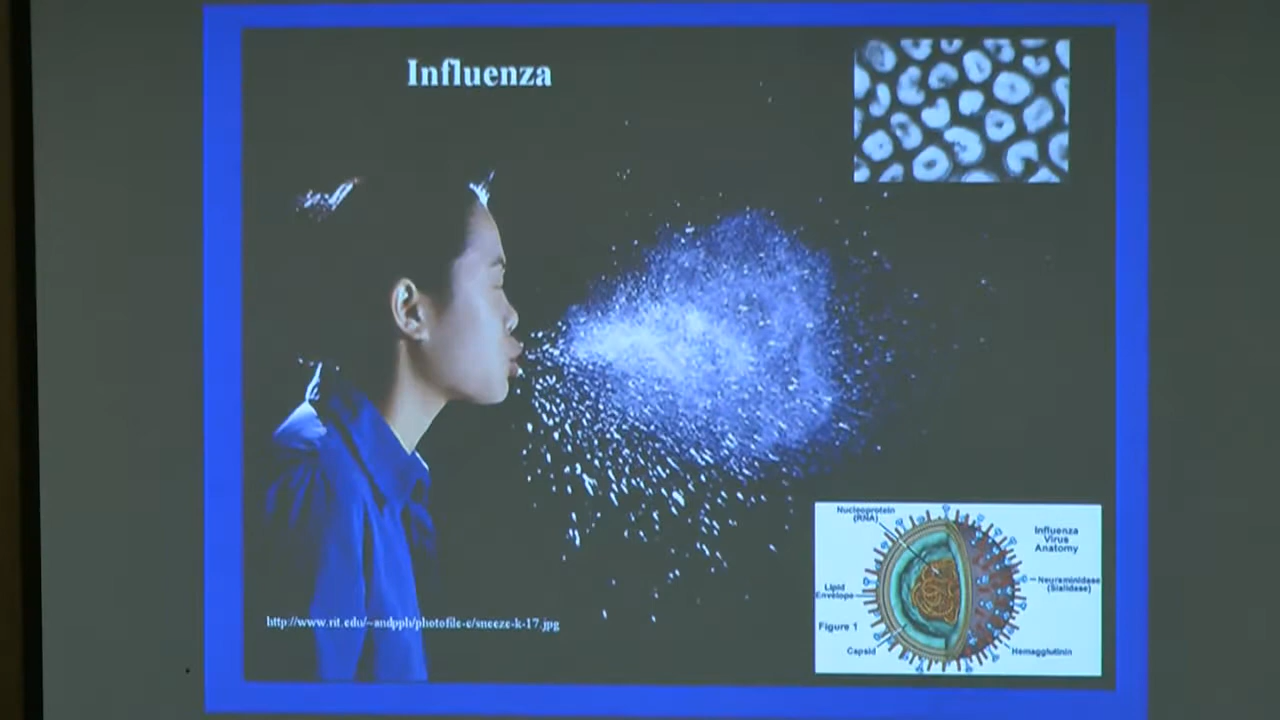 Influenza
Nucleoprotein
(RNA)
Influenza
Virus
Anatomy
Neuraminidase
(Sialidase)
Lipid
Envelope
Figure 1
Capsid
Hemagglutinin
http://www.rit.edu/~andpph/photofile-c/sneeze-k-17.jpg